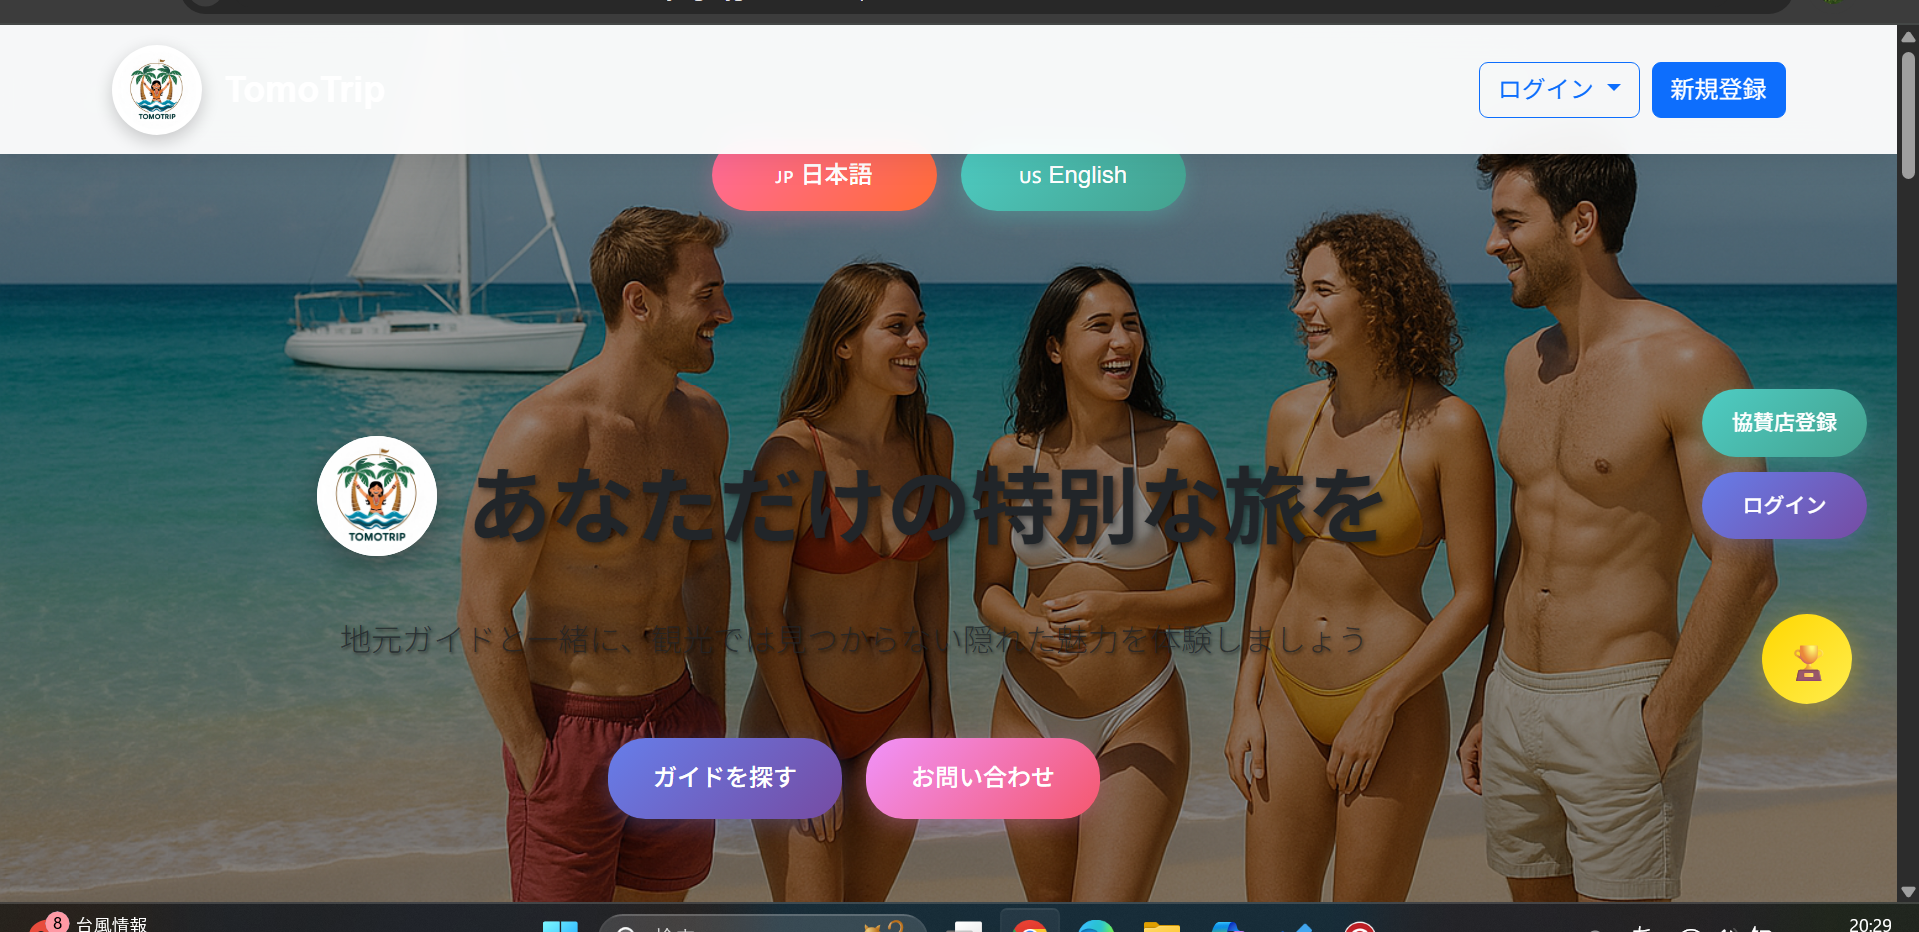 TOMOTRIP
TomoTrip
ログイン
新規登録
JP 日本語
US English
協賛店登録
ログイン
TOMOTRIP
あなただけの特別な旅を
地元ガイドと一緒に、観光では見つからない隠れた魅力を体験しましょう
ガイドを探す
お問い合わせ
8
台風情報
20:29